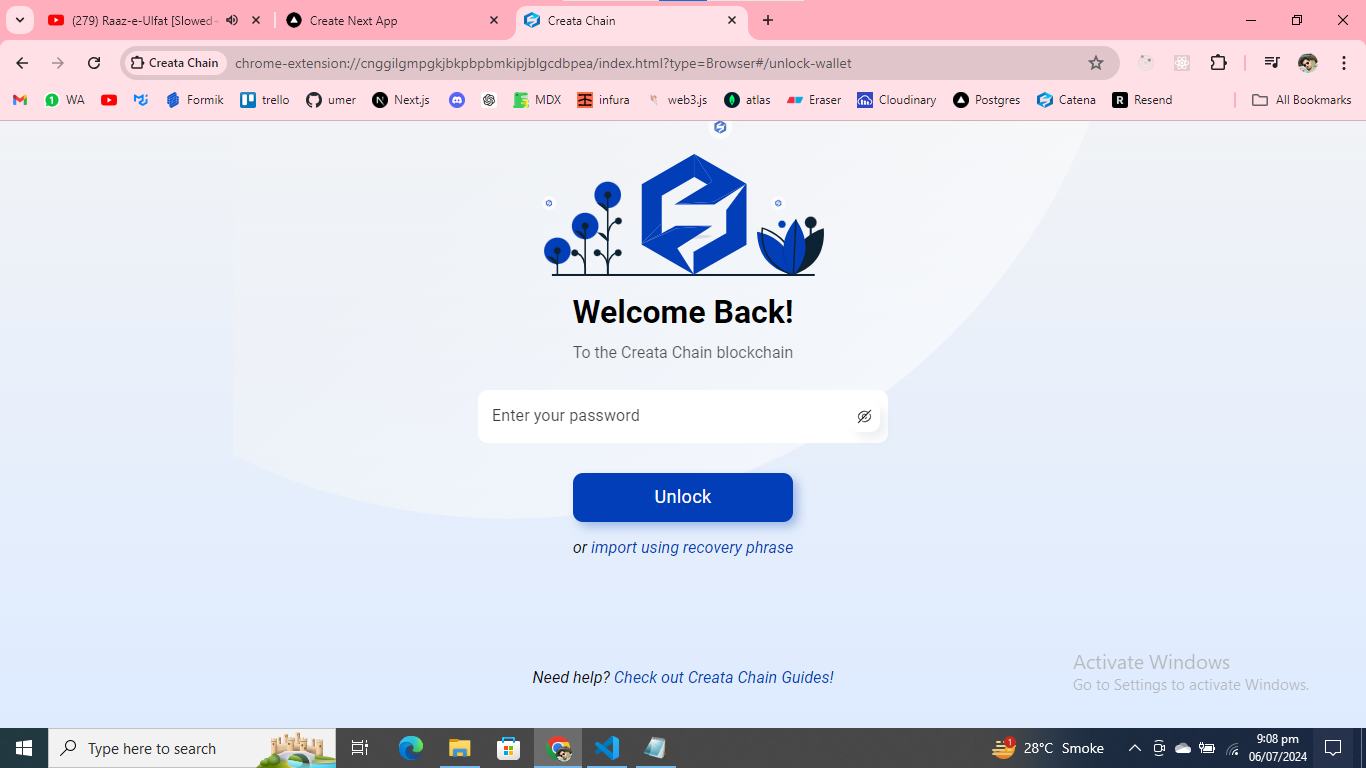 (279) Raaz-e-Ulfat [Slowed-
Create Next App
Creata Chain
Creata Chain
chrome-extension://cnggilgmpgkjbkpbpbmkipjblgcdbpea/index.html?type=Browser#/unlock-wallet
WA
Formik
trello
umer
Next.js
MDX
infura
web3.js
atlas
Eraser
Cloudinary
Postgres
Catena
Resend
All Bookmarks
Welcome Back!
To the Creata Chain blockchain
Enter your password
Unlock
or import using recovery phrase
Need help? Check out Creata Chain Guides!
Activate Windows
Go to Settings to activate Windows.
Type here to search
1
28°C Smoke
9:08 pm
06/07/2024